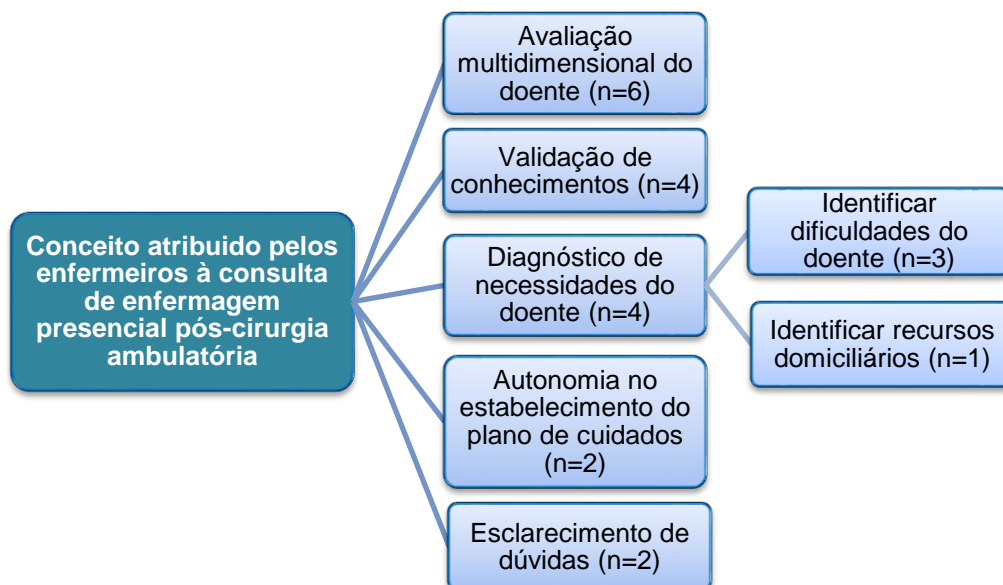 Conceito atribuido pelos
enfermeiros à consulta
de enfermagem
presencial pós-cirurgia
ambulatória
Avaliação
multidimensional do
doente (n=6)
Validação de
conhecimentos (n=4)
Diagnóstico de
necessidades do
doente (n=4)
Identificar
dificuldades do
doente (n=3)
Identificar recursos
domiciliários (n=1)
Autonomia no
estabelecimento do
plano de cuidados
(n=2)
Esclarecimento de
dúvidas (n=2)